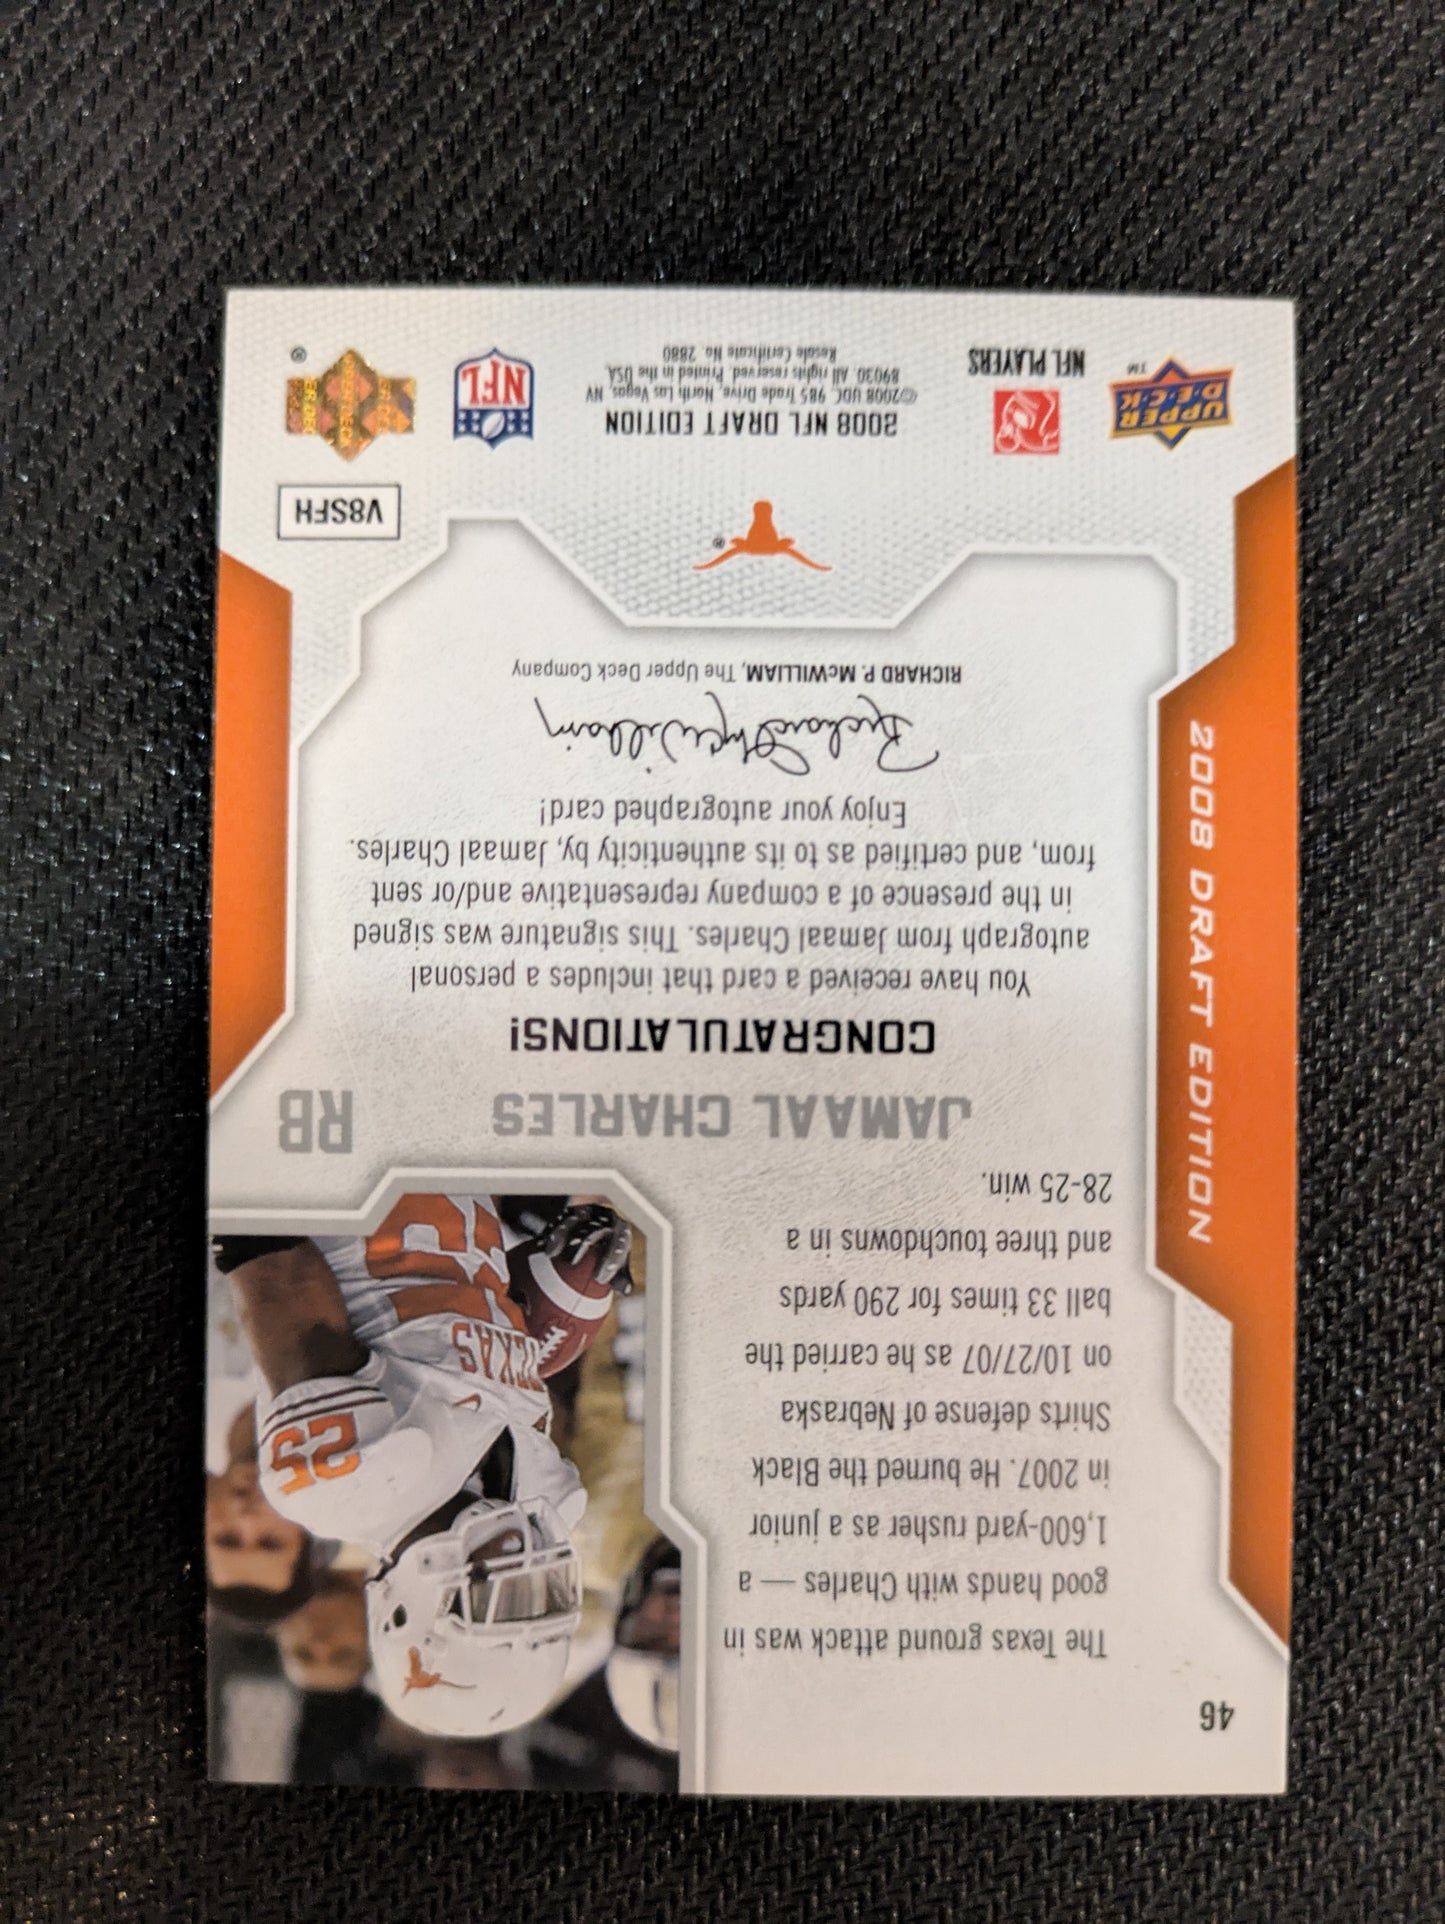 46
The Texas ground attack was in
good hands with Charles — a
1,600-yard rusher as a junior
in 2007. He burned the Black
Shirts defense of Nebraska
on 10/27/07 as he carried the
ball 33 times for 290 yards
and three touchdowns in a
28-25 win.
25
TEXAS
2008 DRAFT EDITION
JAMAAL CHARLES
RB
CONGRATULATIONS!
You have received a card that includes a personal
autograph from Jamaal Charles. This signature was signed
in the presence of a company representative and/or sent
from, and certified as to its authenticity by, Jamaal Charles.
Enjoy your autographed card!
Richard P. McWilliam
RICHARD P. McWILLIAM, The Upper Deck Company
®
V8SFH
UPPER
DECK
™
NFL PLAYERS
2008 NFL DRAFT EDITION
©2008 UDC, 985 Trade Drive, North Las Vegas, NV
89030. All rights reserved. Printed in the USA.
Resale Certificate No. 2880
NFL
®